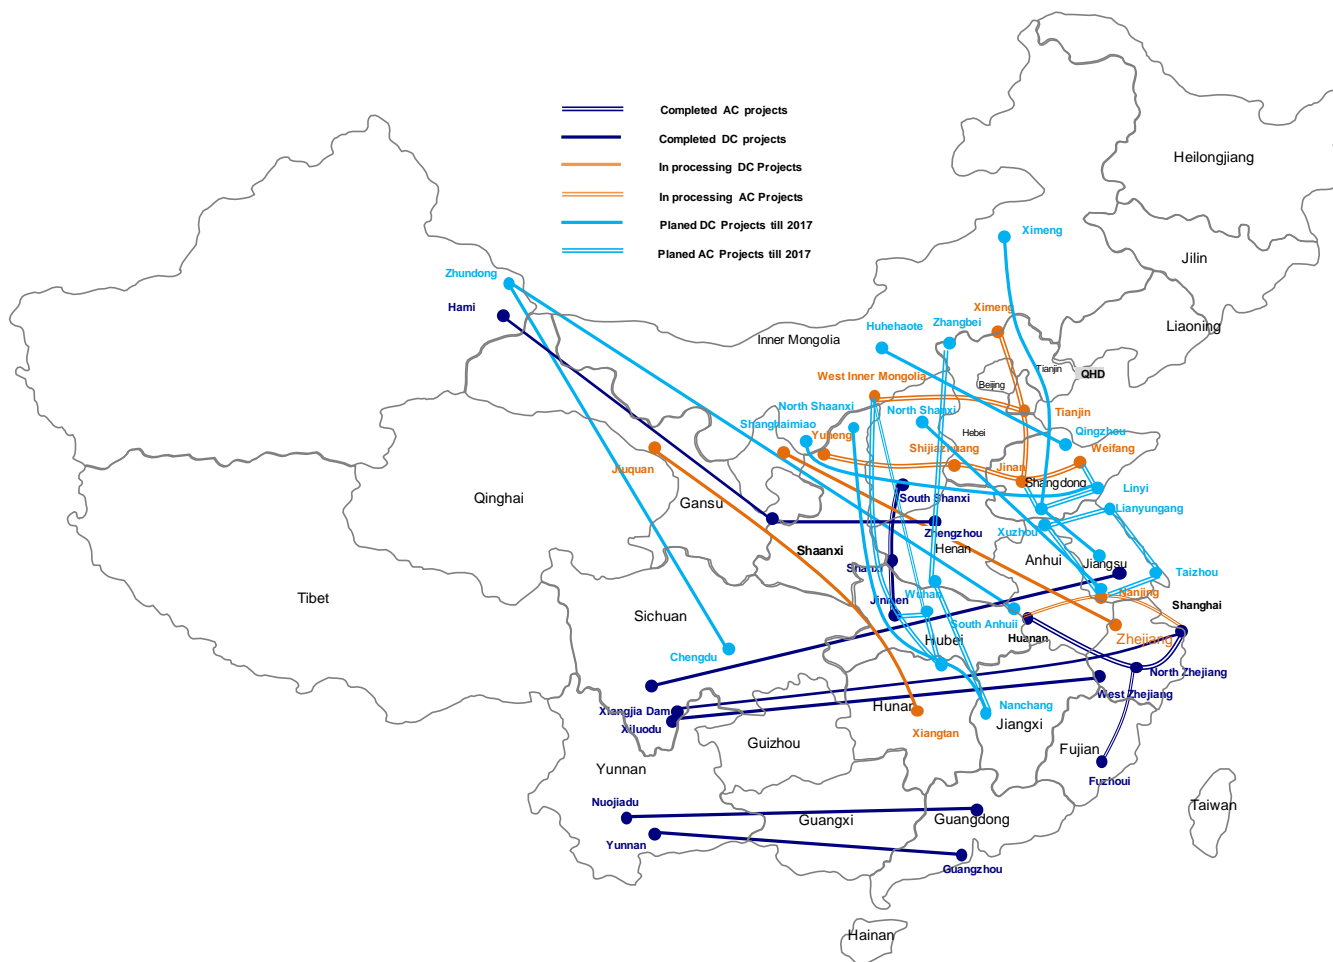 Completed AC projects
Completed DC projects
In processing DC Projects
In processing AC Projects
Planed DC Projects till 2017
Planed AC Projects till 2017
Heilongjiang
Ximeng
Jilin
Zhundong
Hami
Ximeng
Liaoning
Huhehaote
Zhangbei
Inner Mongolia
Tianjin
QHD
Beijing
West Inner Mongolia
North Shaanxi
North Shanxi
Tianjin
Shanghaimiao
Yuheng
Hebei
Qingzhou
Shijiazhuang
Weifang
Jiuquan
Jinan
Shangdong
Qinghai
Gansu
South Shanxi
Linyi
Lianyungang
Zhengzhou
Xuzhou
Shaanxi
Henan
Anhui
Jiangsu
Shanxi
Taizhou
Tibet
Jinmen
Wuhan
Nanjing
Shanghai
Sichuan
South Anhuii
Huanan
Zhejiang
Hubei
Chengdu
North Zhejiang
West Zhejiang
Xiangjia Dam
Hunan
Nanchang
Xiluodu
Xiangtan
Jiangxi
Guizhou
Fujian
Yunnan
Fuzhoui
Nuojiadu
Taiwan
Guangxi
Guangdong
Yunnan
Guangzhou
Hainan